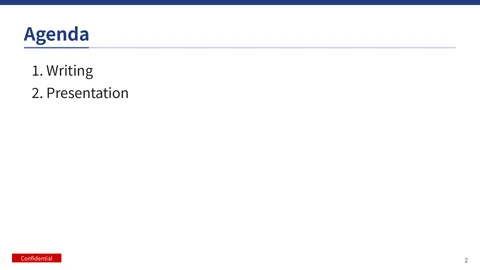 Agenda
1. Writing
2. Presentation
Confidential
2